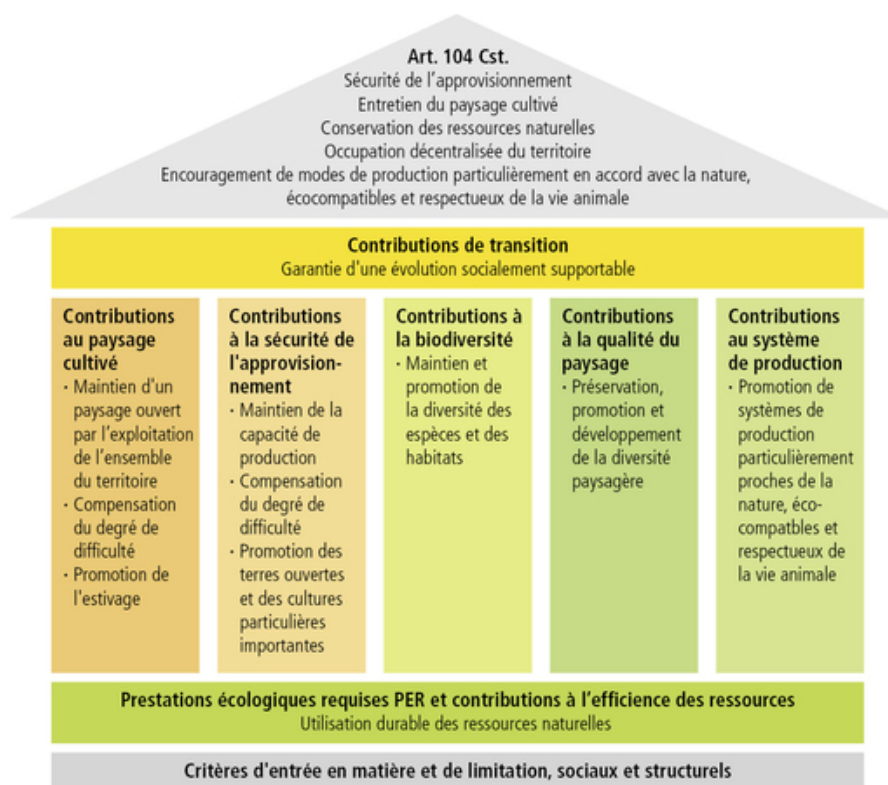 Art. 104 Cst.
Sécurité de l'approvisionnement
Entretien du paysage cultivé
Conservation des ressources naturelles
Occupation décentralisée du territoire
Encouragement de modes de production particulièrement en accord avec la nature,
écocompatibles et respectueux de la vie animale
Contributions de transition
Garantie d'une évolution socialement supportable
Contributions
au paysage
cultivé
· Maintien d'un
paysage ouvert
par l'exploitation
de l'ensemble
du territoire
· Compensation
du degré de
difficulté
· Promotion de
l'estivage
Contributions
à la sécurité de
l'approvision-
nement
· Maintien de la
capacité de
production
· Compensation
du degré de
difficulté
· Promotion des
terres ouvertes
et des cultures
particulières
importantes
Contributions à
la biodiversité
· Maintien et
promotion de
la diversité des
espèces et des
habitats
Contributions
à la qualité du
paysage
· Préservation,
promotion et
développement
de la diversité
paysagère
Contributions
au système
de production
· Promotion de
systèmes de
production
particulièrement
proches de la
nature, éco-
compatbles et
respectueux de
la vie animale
Prestations écologiques requises PER et contributions à l'efficience des ressources
Utilisation durable des ressources naturelles
Critères d'entrée en matière et de limitation, sociaux et structurels